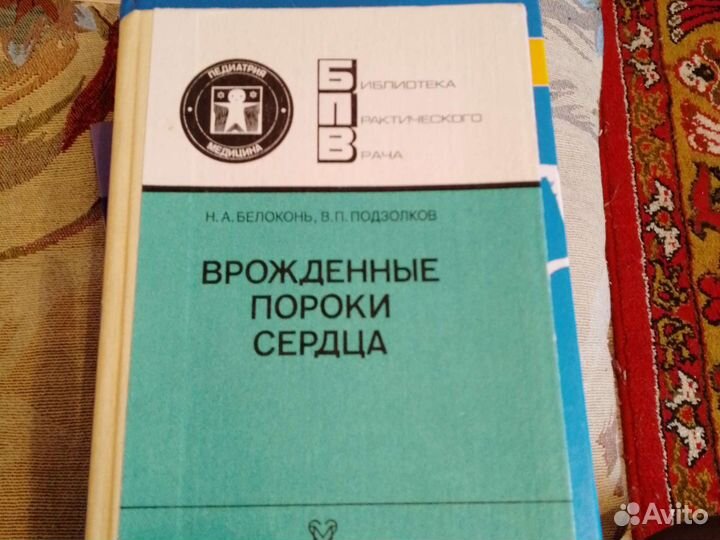 ПЕДИАТРИЯ
МЕДИЦИНА
БИБЛИОТЕКА
ПРАКТИЧЕСКОГО
ВРАЧА
Н. А. БЕЛОКОНЬ, В. П. ПОДЗОЛКОВ
ВРОЖДЕННЫЕ
ПОРОКИ
СЕРДЦА
Avito